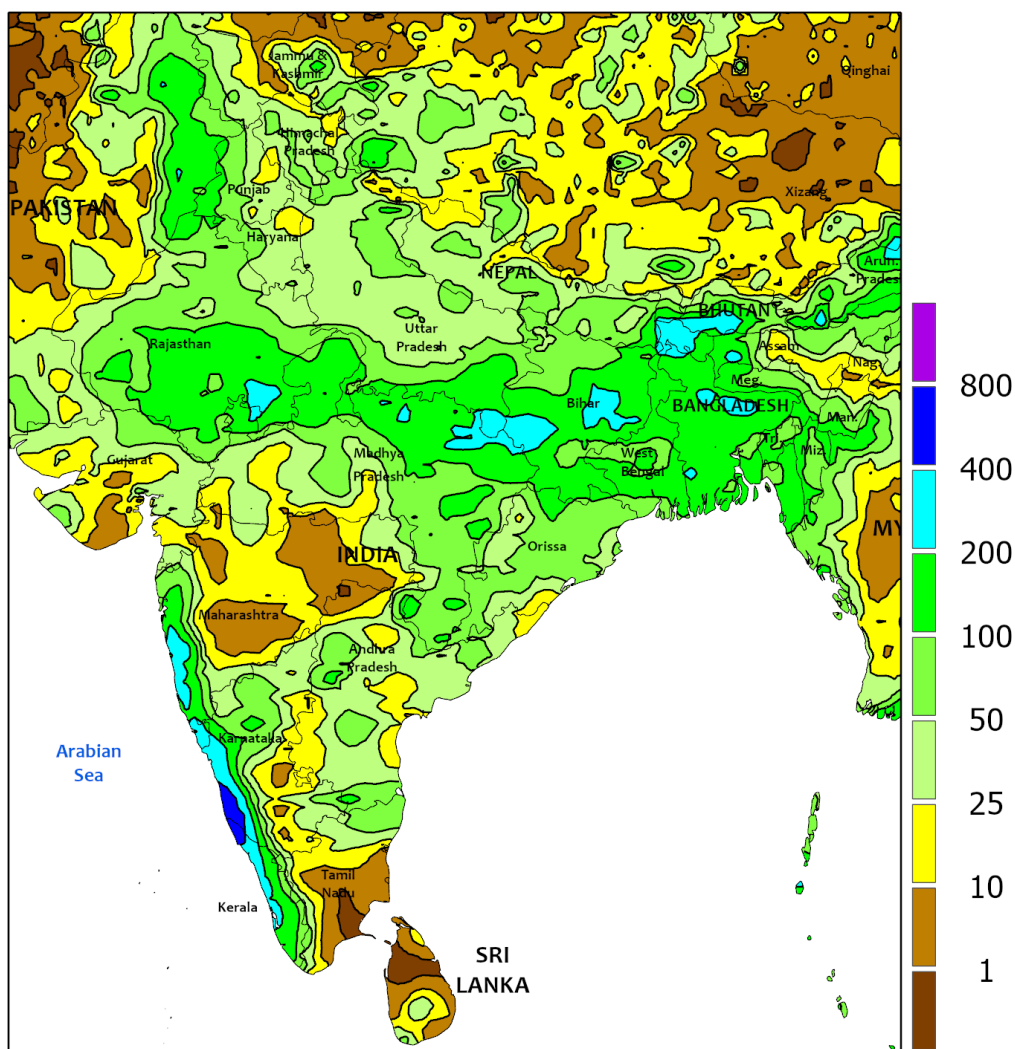 Jammu &
Kashmir
Qinghai
Himacha
Pradesh
Punjab
Xizang
PAKISTAN
Haryana
NEPAL
Arun.
Pradesh
BHUTAN
Uttar
Pradesh
Rajasthan
Assam
Nag.
Meg.
800
Bihar
BANGLADESH
Man.
Tri.
Gujarat
Madhya
Pradesh
West
Bengal
Miz.
400
INDIA
Orissa
MY
200
Maharashtra
100
Andhra
Pradesh
50
Karnataka
Arabian
Sea
25
Tamil
Nadu
10
Kerala
SRI
LANKA
1